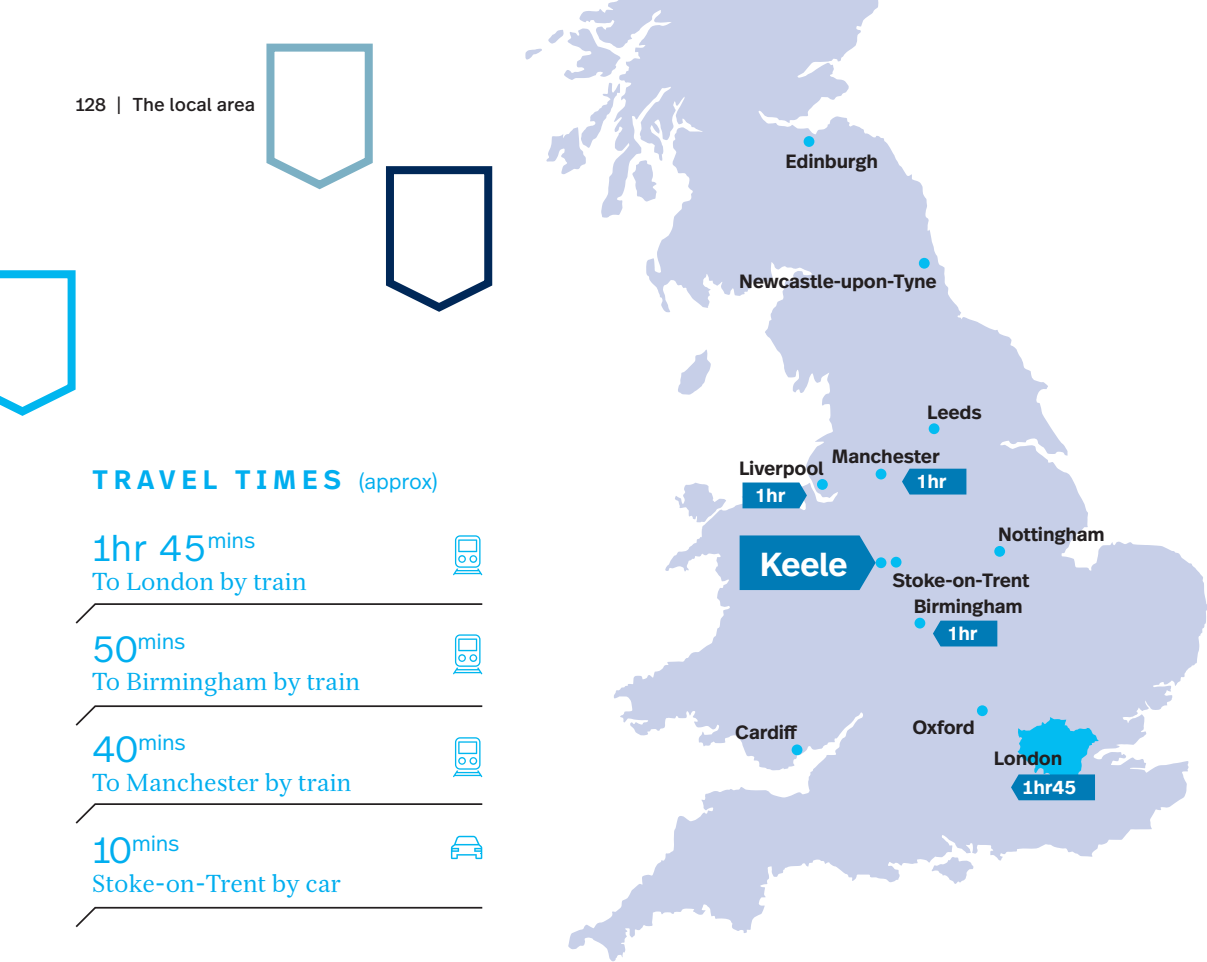 128 | The local area
TRAVEL TIMES (approx)
1hr 45mins
To London by train
50mins
To Birmingham by train
40mins
To Manchester by train
10mins
Stoke-on-Trent by car
Edinburgh
Newcastle-upon-Tyne
Leeds
Manchester
1hr
Liverpool
1hr
Nottingham
Keele
Stoke-on-Trent
Birmingham
1hr
Oxford
Cardiff
London
1hr45